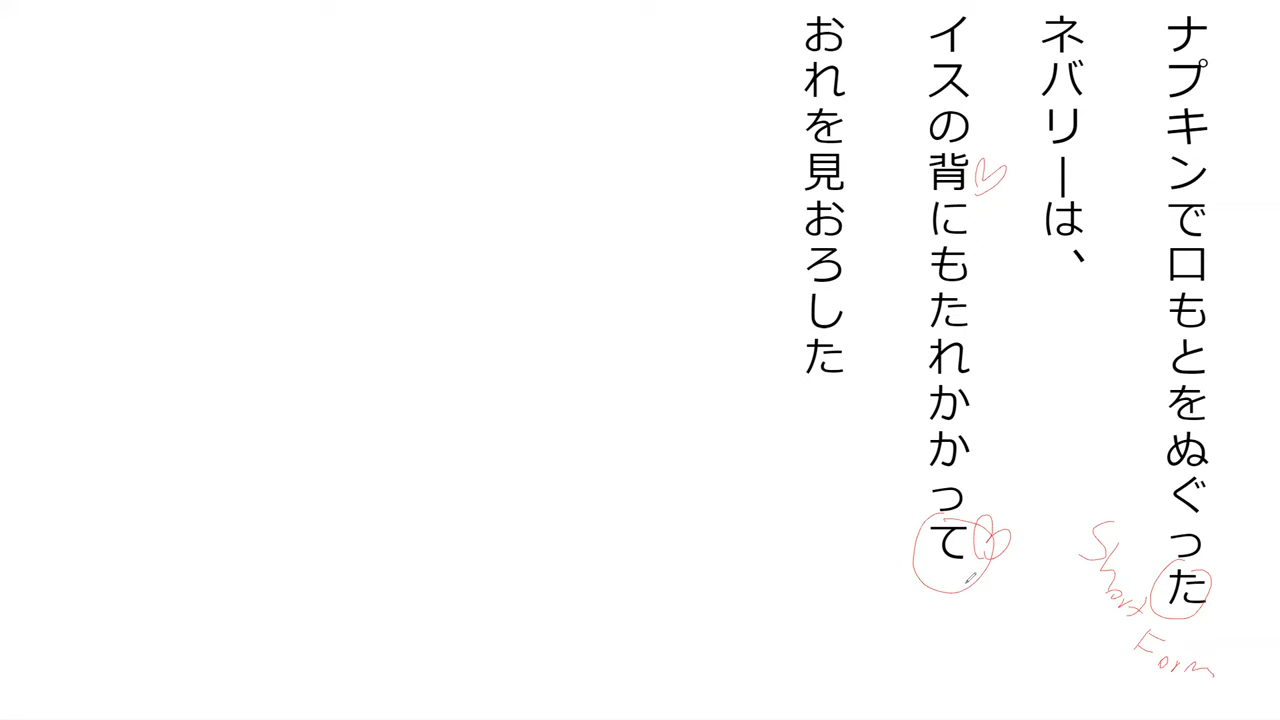 ナプキンで口もとをぬぐった
ネバリーは、
イスの背にもたれかかって
おれを見おろした
Short
Form